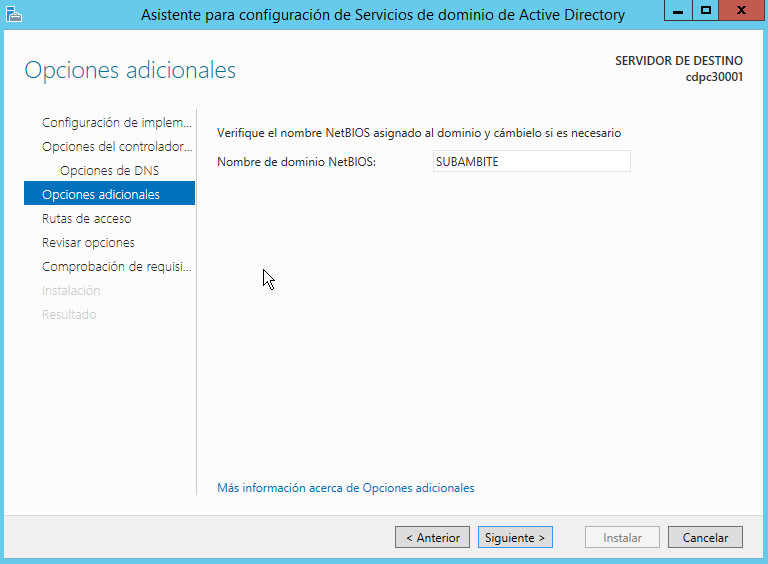 Asistente para configuración de Servicios de dominio de Active Directory
Opciones adicionales
SERVIDOR DE DESTINO
cdpc30001
Configuración de implem...
Opciones del controlador...
Opciones de DNS
Opciones adicionales
Rutas de acceso
Revisar opciones
Comprobación de requisi...
Instalación
Resultado
Verifique el nombre NetBIOS asignado al dominio y cámbielo si es necesario
Nombre de dominio NetBIOS: SUBAMBITE
Más información acerca de Opciones adicionales
< Anterior Siguiente > Instalar Cancelar